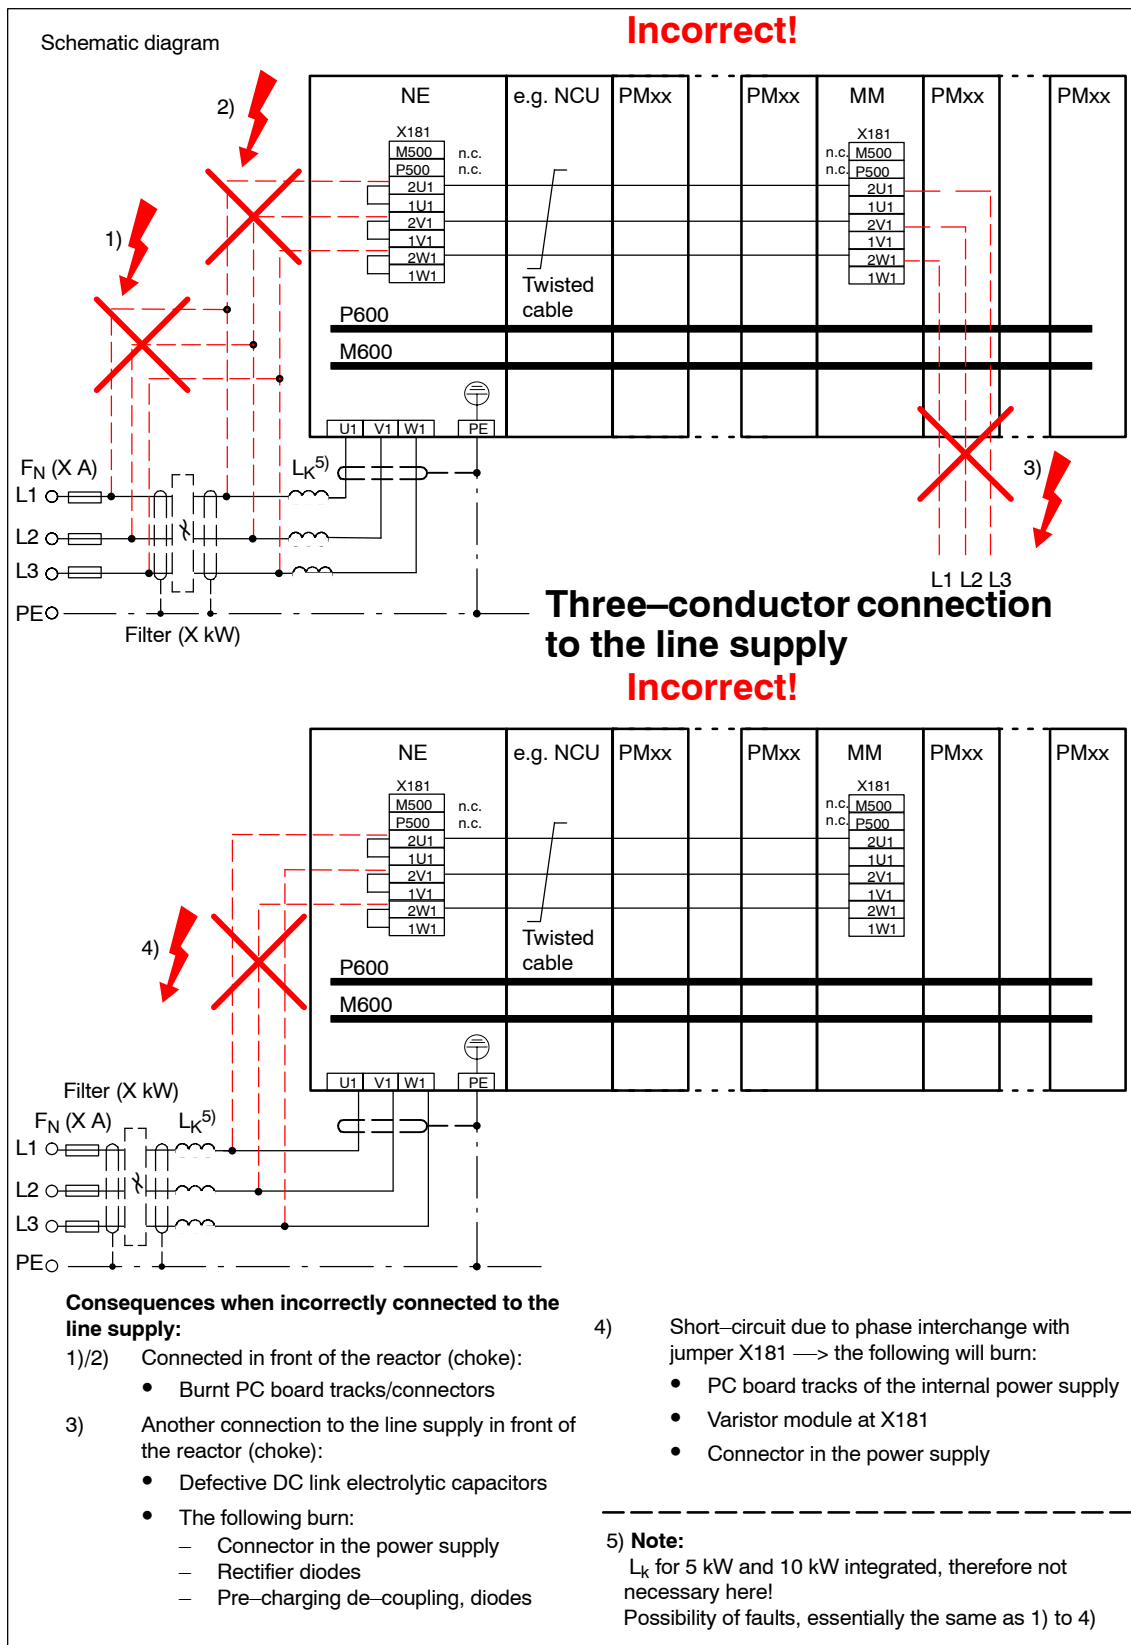 Incorrect!
Schematic diagram
NE
e.g. NCU
PMxx
PMxx
MM
PMxx
PMxx
2)
1)
X181
M500 n.c.
P500 n.c.
2U1
1U1
2V1
1V1
2W1
1W1
Twisted
cable
X181
n.c. M500
n.c. P500
2U1
1U1
2V1
1V1
2W1
1W1
P600
M600
U1 V1 W1 PE
FN (X A)
LK5)
L1
L2
L3
PE
Filter (X kW)
3)
L1 L2 L3
Three–conductor connection
to the line supply
Incorrect!
NE
e.g. NCU
PMxx
PMxx
MM
PMxx
PMxx
X181
M500 n.c.
P500 n.c.
2U1
1U1
2V1
1V1
2W1
1W1
Twisted
cable
X181
n.c. M500
n.c. P500
2U1
1U1
2V1
1V1
2W1
1W1
4)
P600
M600
U1 V1 W1 PE
Filter (X kW)
FN (X A)
LK5)
L1
L2
L3
PE
Consequences when incorrectly connected to the
line supply:
1)/2) Connected in front of the reactor (choke):
• Burnt PC board tracks/connectors
3) Another connection to the line supply in front of
the reactor (choke):
• Defective DC link electrolytic capacitors
• The following burn:
– Connector in the power supply
– Rectifier diodes
– Pre–charging de–coupling, diodes
4) Short–circuit due to phase interchange with
jumper X181 —> the following will burn:
• PC board tracks of the internal power supply
• Varistor module at X181
• Connector in the power supply
5) Note:
Lk for 5 kW and 10 kW integrated, therefore not
necessary here!
Possibility of faults, essentially the same as 1) to 4)